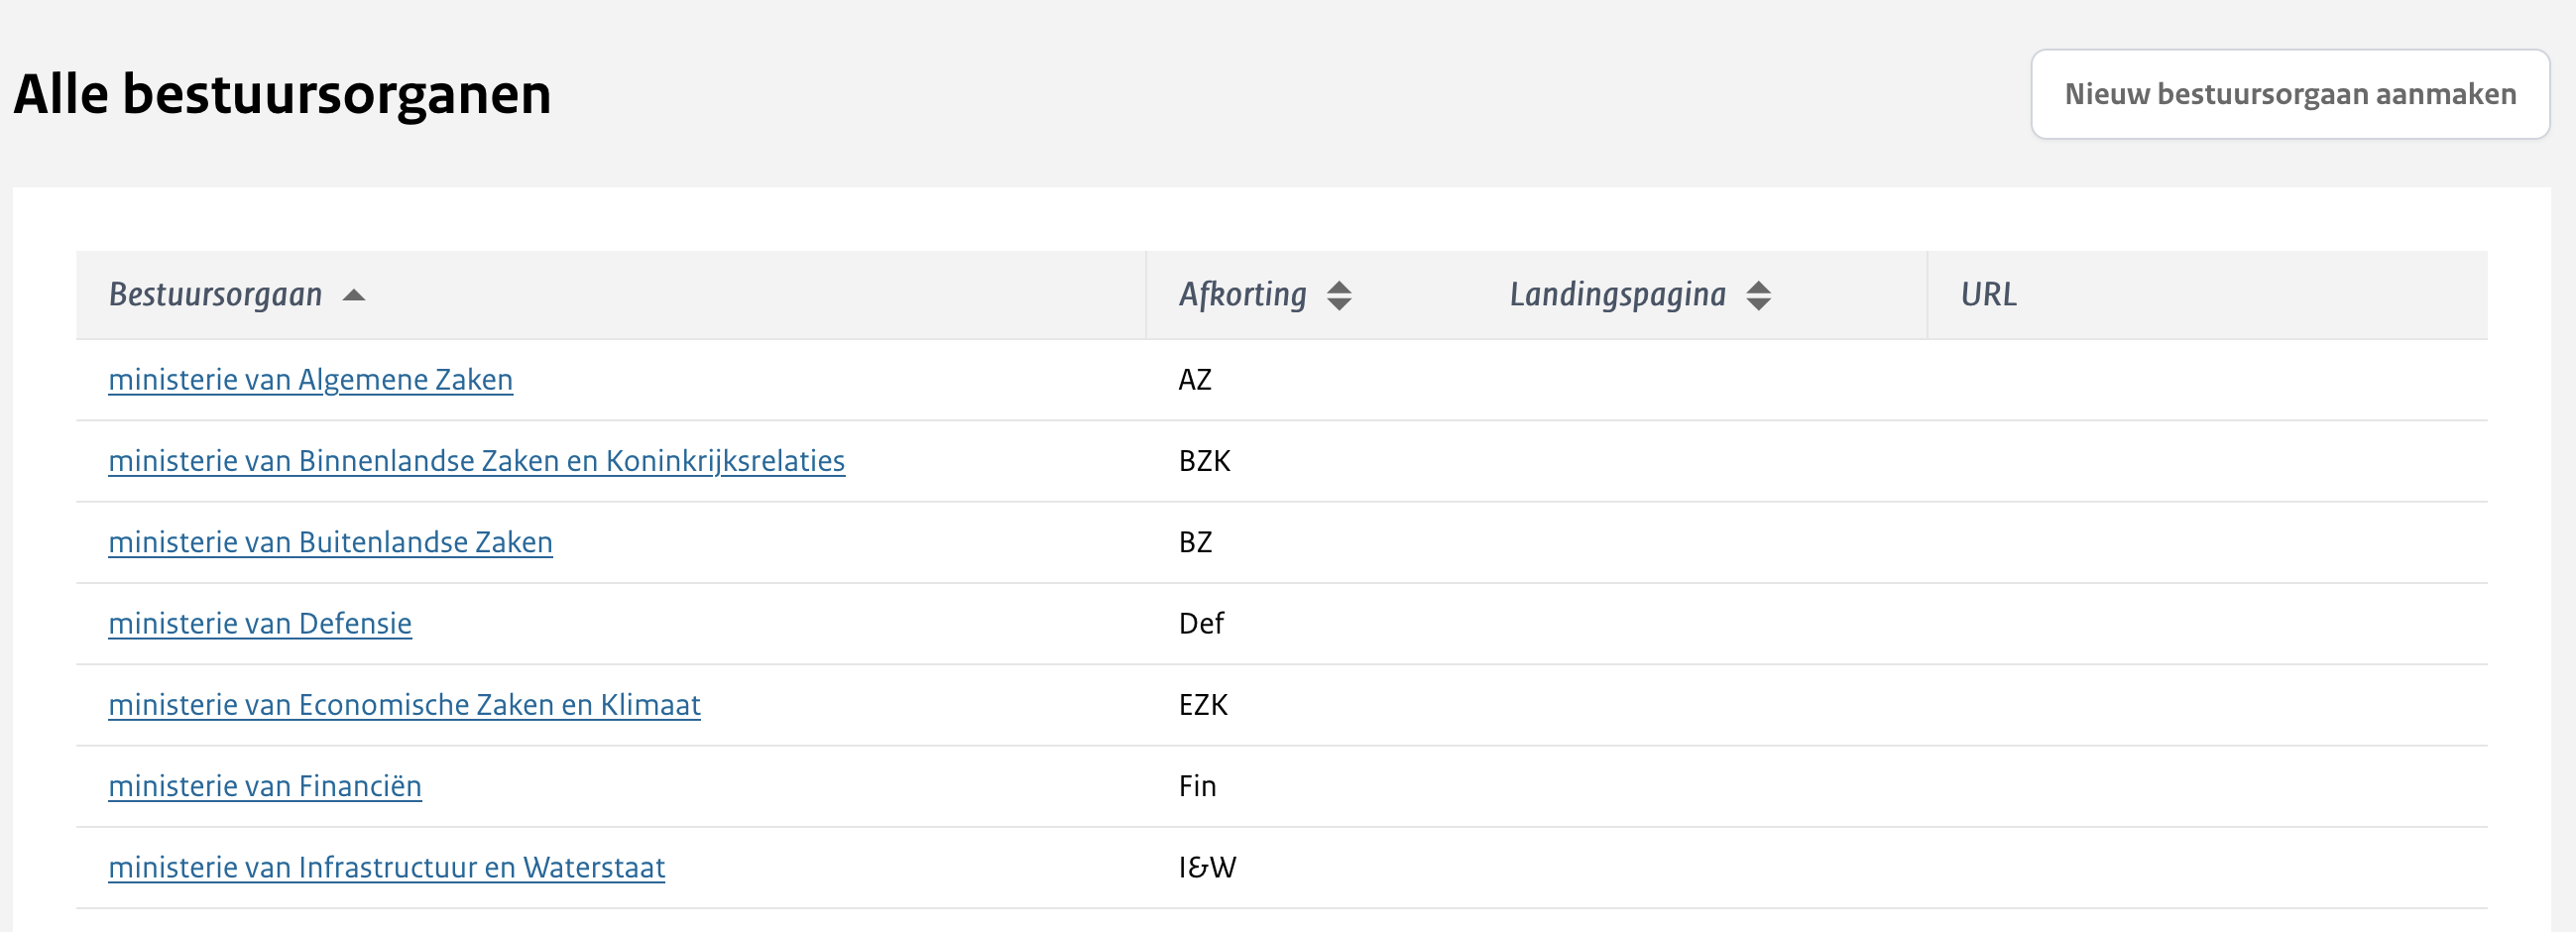 Alle bestuursorganen
Nieuw bestuursorgaan aanmaken
Bestuursorgaan Afkorting Landingspagina URL
ministerie van Algemene Zaken AZ
ministerie van Binnenlandse Zaken en Koninkrijksrelaties BZK
ministerie van Buitenlandse Zaken BZ
ministerie van Defensie Def
ministerie van Economische Zaken en Klimaat EZK
ministerie van Financiën Fin
ministerie van Infrastructuur en Waterstaat I&W